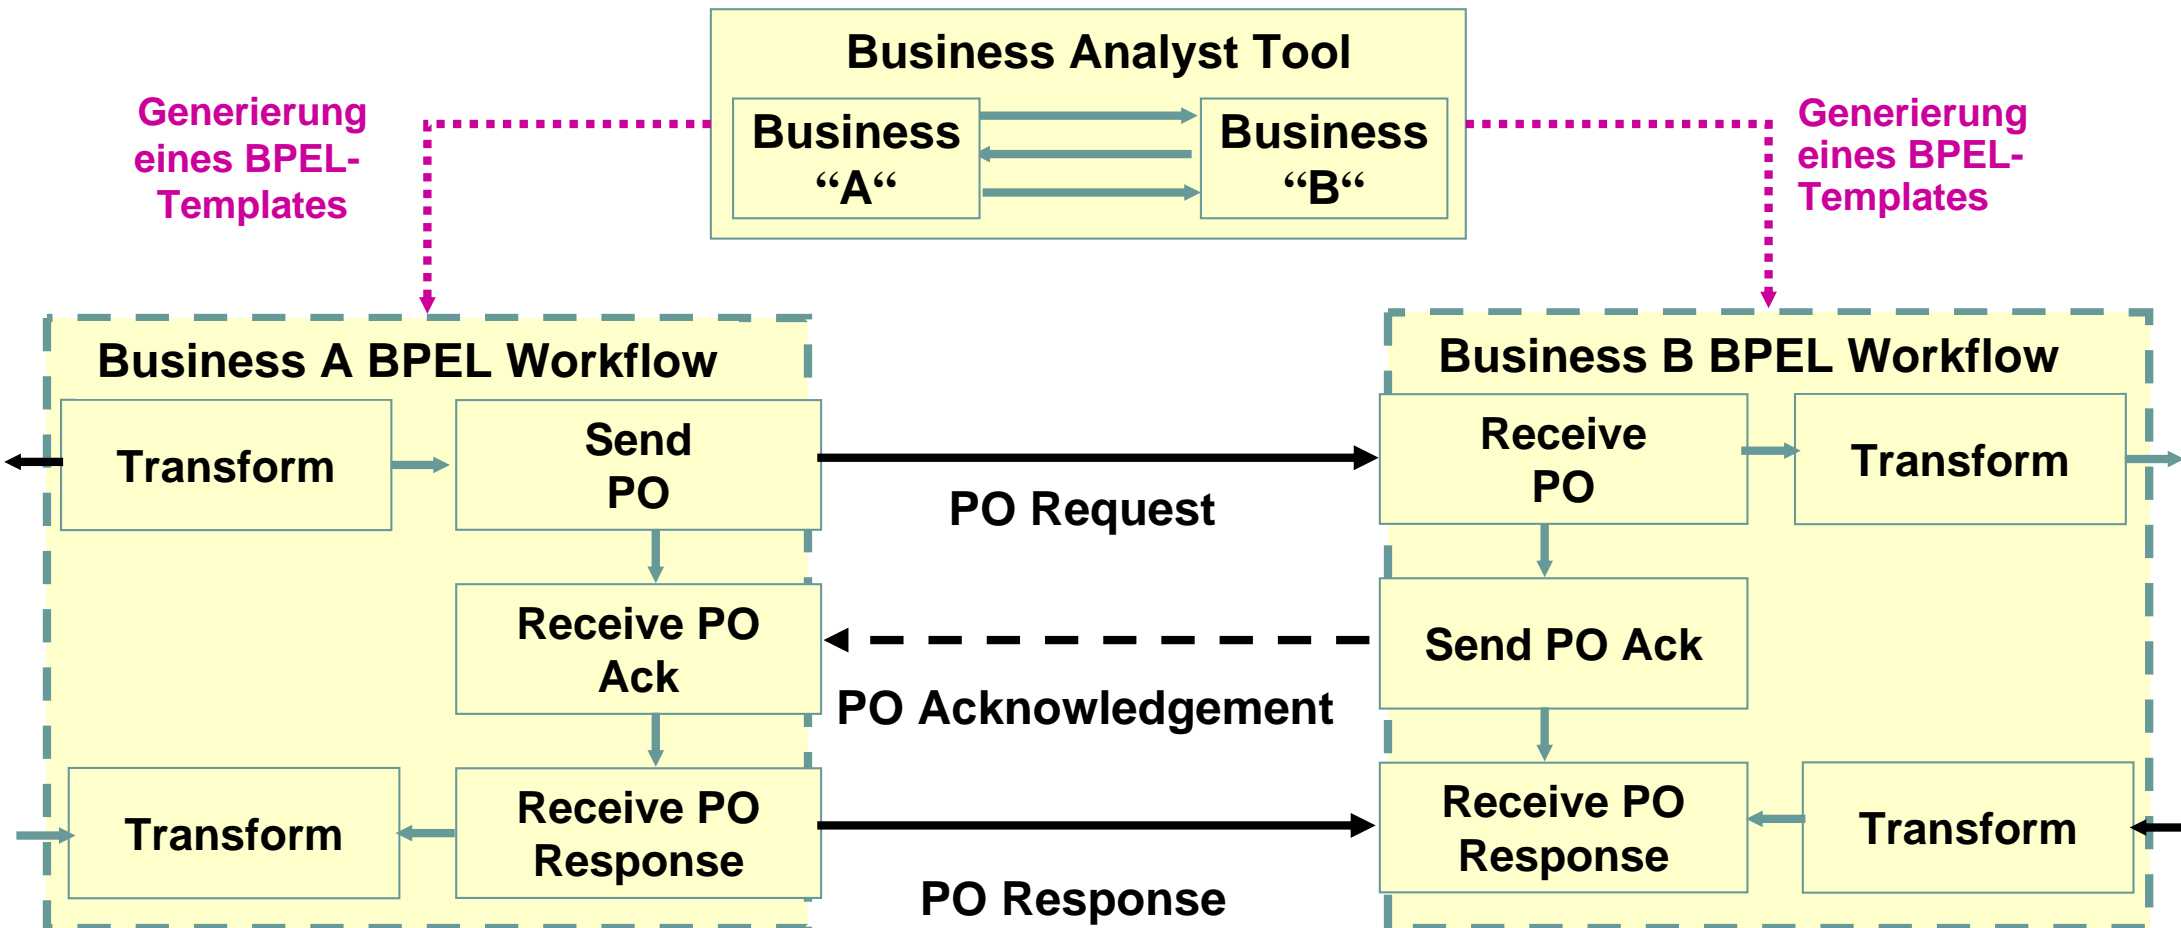 Business Analyst Tool
Business
“A“
Business
“B“
Generierung
eines BPEL-
Templates
Generierung
eines BPEL-
Templates
Business A BPEL Workflow
Transform
Send
PO
Receive PO
Ack
Transform
Receive PO
Response
PO Request
PO Acknowledgement
PO Response
Business B BPEL Workflow
Receive
PO
Transform
Send PO Ack
Receive PO
Response
Transform